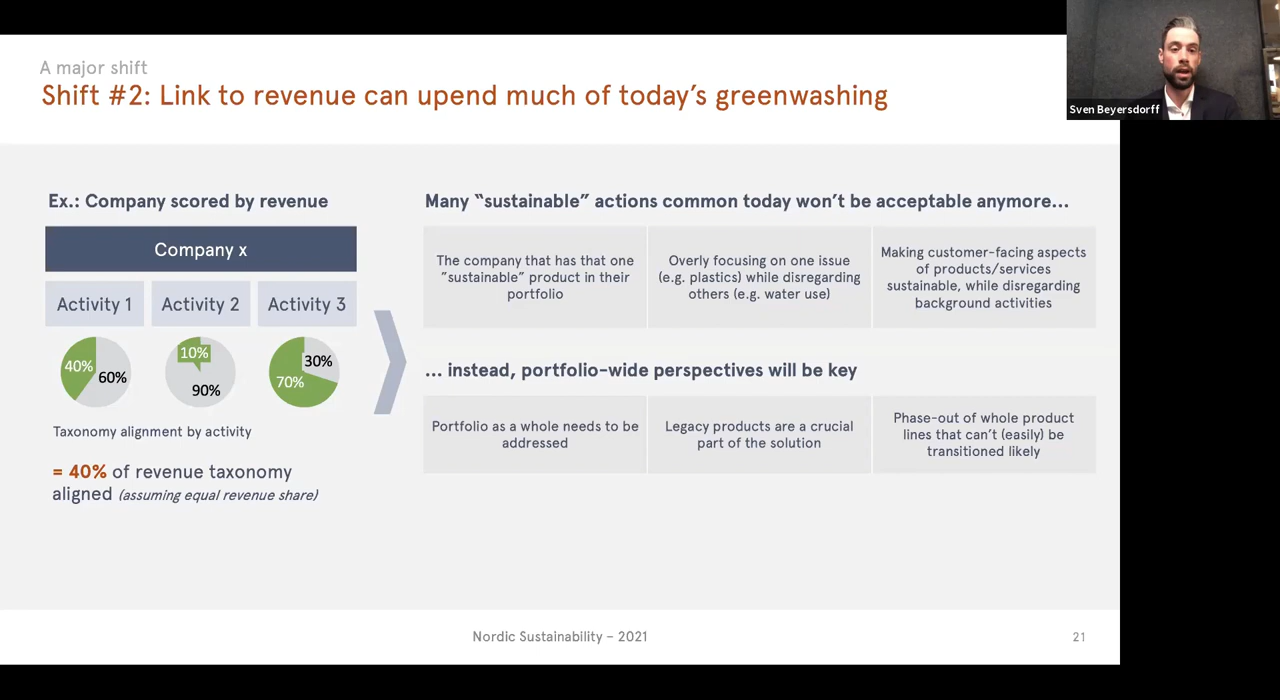 A major shift
Shift #2: Link to revenue can upend much of today's greenwashing
Sven Beyersdorff
Ex.: Company scored by revenue
Company x
Activity 1
Activity 2
Activity 3
40%
60%
10%
90%
30%
70%
Taxonomy alignment by activity
= 40% of revenue taxonomy
aligned (assuming equal revenue share)
Many “sustainable” actions common today won't be acceptable anymore...
The company that has that one
“sustainable” product in their
portfolio
Overly focusing on one issue
(e.g. plastics) while disregarding
others (e.g. water use)
Making customer-facing aspects
of products/services
sustainable, while disregarding
background activities
... instead, portfolio-wide perspectives will be key
Portfolio as a whole needs to be
addressed
Legacy products are a crucial
part of the solution
Phase-out of whole product
lines that can't (easily) be
transitioned likely
Nordic Sustainability – 2021
21